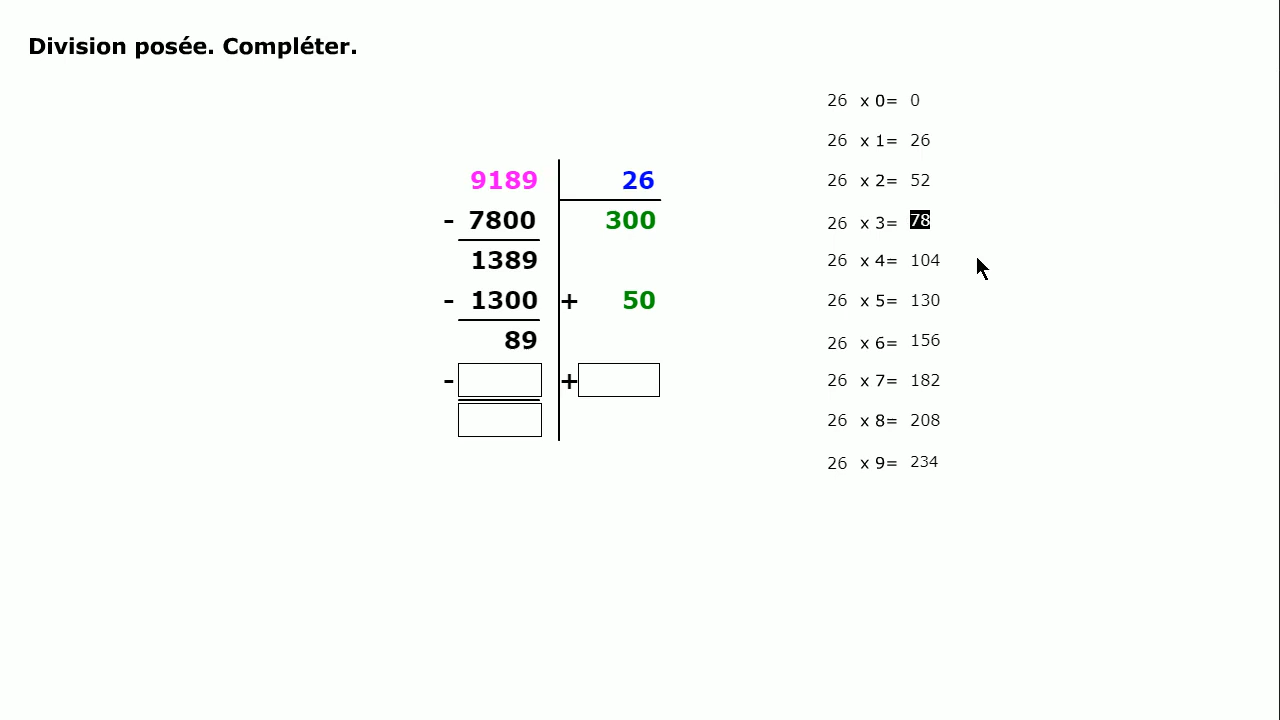 Division posée. Compléter.
9189 26
- 7800 300
1389
- 1300 + 50
89
- +
26 x 0= 0
26 x 1= 26
26 x 2= 52
26 x 3= 78
26 x 4= 104
26 x 5= 130
26 x 6= 156
26 x 7= 182
26 x 8= 208
26 x 9= 234